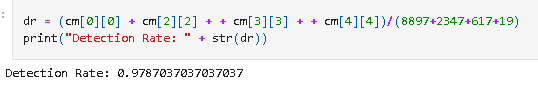 dr = (cm[0][0] + cm[2][2] + + cm[3][3] + + cm[4][4])/(8897+2347+617+19)
print("Detection Rate: " + str(dr))
Detection Rate: 0.9787037037037037